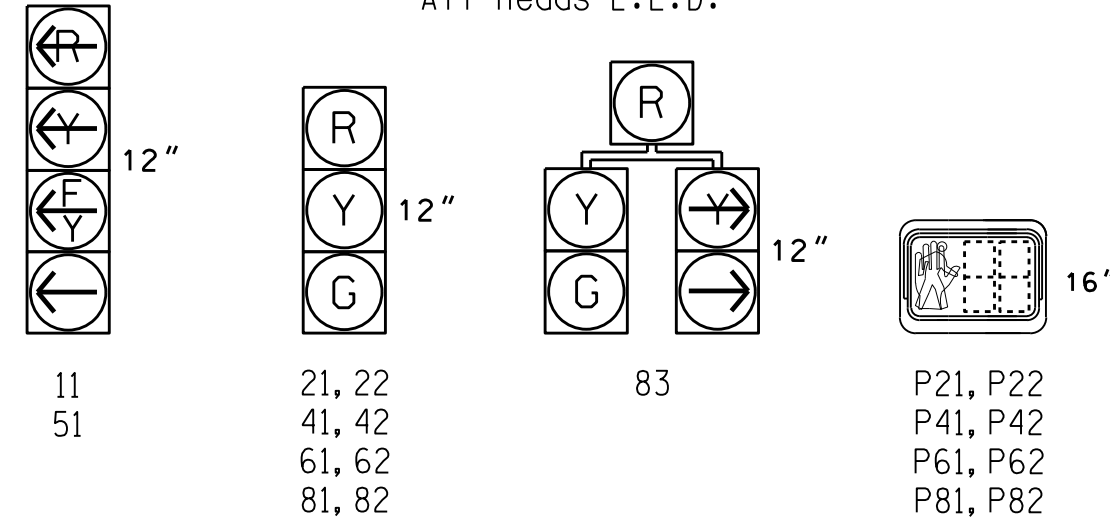 All Heads L.E.D.
R
Y
F
Y
12"
R
Y
G
12"
R
Y Y
G
12"
16"
11
51
21, 22
41, 42
61, 62
81, 82
83
P21, P22
P41, P42
P61, P62
P81, P82